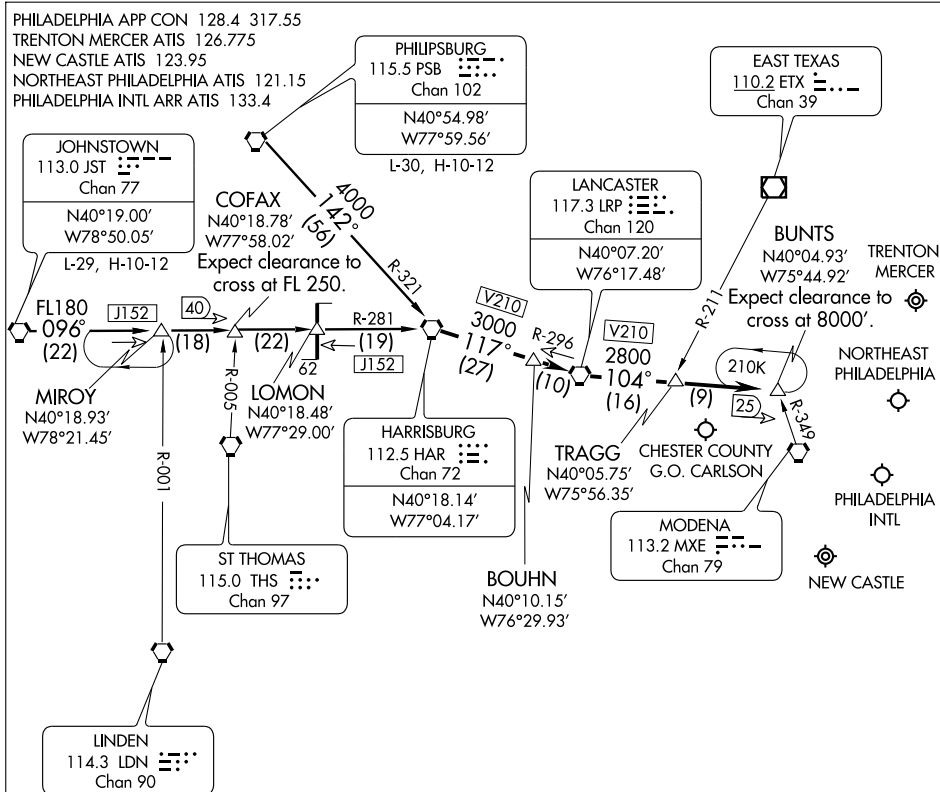 PHILADELPHIA APP CON 128.4 317.55
TRENTON MERCER ATIS 126.775
NEW CASTLE ATIS 123.95
NORTHEAST PHILADELPHIA ATIS 121.15
PHILADELPHIA INTL ARR ATIS 133.4
PHILIPSBURG
115.5 PSB
Chan 102
N40°54.98'
W77°59.56'
L-30, H-10-12
EAST TEXAS
110.2 ETX
Chan 39
JOHNSTOWN
113.0 JST
Chan 77
N40°19.00'
W78°50.05'
L-29, H-10-12
COFAX
N40°18.78'
W77°58.02'
Expect clearance to
cross at FL 250.
4000
142°
(56)
R-321
LANCASTER
117.3 LRP
Chan 120
N40°07.20'
W76°17.48'
BUNTS
N40°04.93'
W75°44.92'
Expect clearance to
cross at 8000'.
TRENTON
MERCER
R-211
FL180
096°
(22)
J152
(18)
40
(22)
R-281
(19)
J152
62
V210
3000
117°
(27)
R-296
(10)
V210
2800
104°
(16)
(9)
210K
25
R-349
NORTHEAST
PHILADELPHIA
MIROY
N40°18.93'
W78°21.45'
R-001
R-005
LOMON
N40°18.48'
W77°29.00'
HARRISBURG
112.5 HAR
Chan 72
N40°18.14'
W77°04.17'
TRAGG
N40°05.75'
W75°56.35'
CHESTER COUNTY
G.O. CARLSON
PHILADELPHIA
INTL
MODENA
113.2 MXE
Chan 79
NEW CASTLE
ST THOMAS
115.0 THS
Chan 97
BOUHN
N40°10.15'
W76°29.93'
LINDEN
114.3 LDN
Chan 90